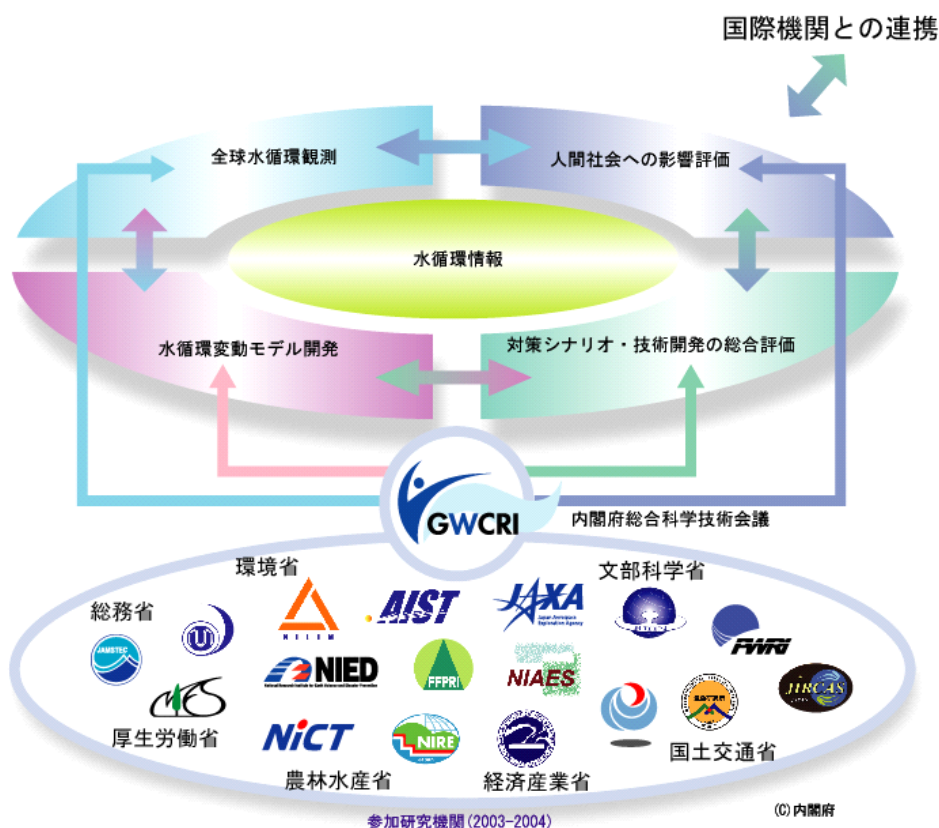 国際機関との連携
全球水循環観測
人間社会への影響評価
水循環情報
水循環変動モデル開発
対策シナリオ・技術開発の総合評価
GWCRI
内閣府総合科学技術会議
環境省
文部科学省
総務省
AIST
JAXA
Japan Aerospace
Exploration Agency
JAMSTEC
U
PWRI
NIED
FFPRI
NIAES
JIRCAS
厚生労働省
NiCT
NIRE
国土交通省
農林水産省
経済産業省
(C)内閣府
参加研究機関(2003-2004)